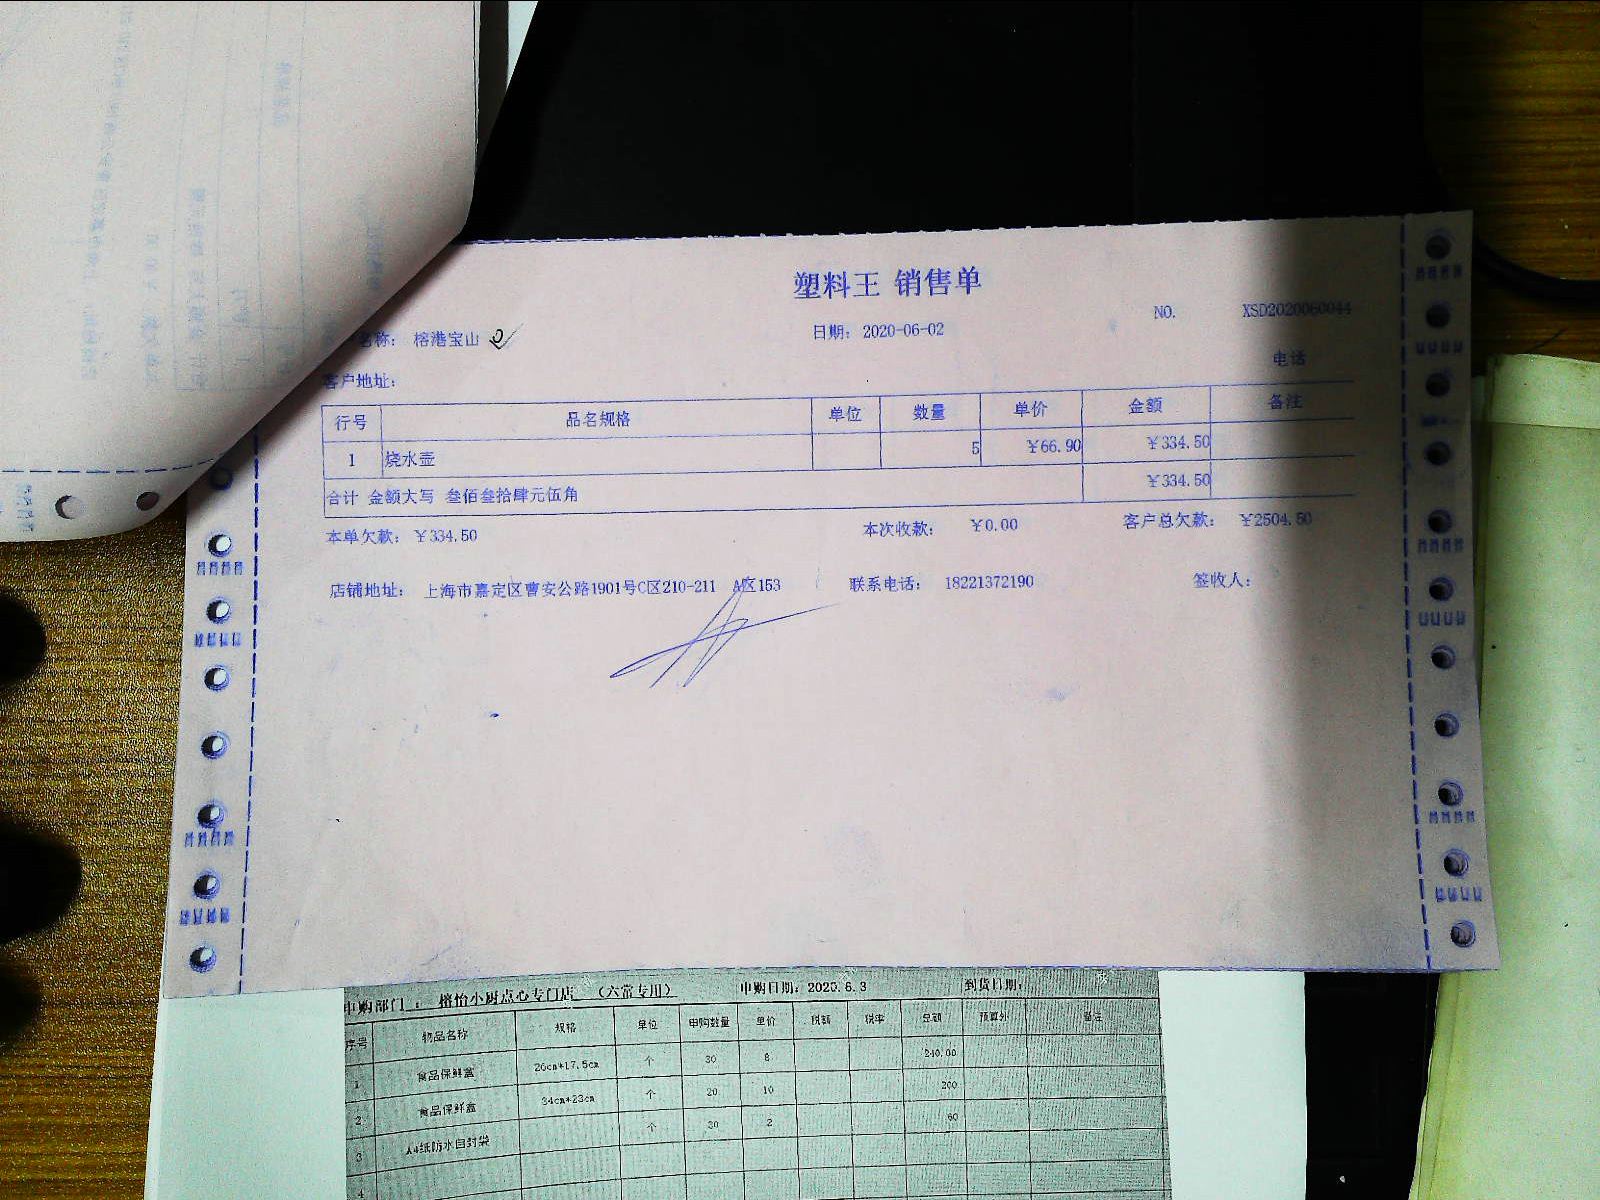 塑料王 销售单
名称： 榕港宝山 日期： 2020-06-02 NO. XSD2020060044
客户地址： 电话
行号 品名规格 单位 数量 单价 金额 备注
1 烧水壶 5 ￥66.90 ￥334.50
合计 金额大写 叁佰叁拾肆元伍角 ￥334.50
本单欠款： ￥334.50 本次收款： ￥0.00 客户总欠款： ￥2504.50
店铺地址： 上海市嘉定区曹安公路1901号C区210-211 A区153 联系电话： 18221372190 签收人：
申购部门： 榕怡小厨点心专门店 （六常专用） 申购日期：2020.6.3 到货日期：
序号 物品名称 规格 单位 申购数量 单价 税额 税率 总额 预算外 备注
1 食品保鲜盒 26cm*17.5cm 个 30 8 240.00
2 食品保鲜盒 34cm*23cm 个 20 10 200
3 A4纸防水自封袋 个 30 2 60
4